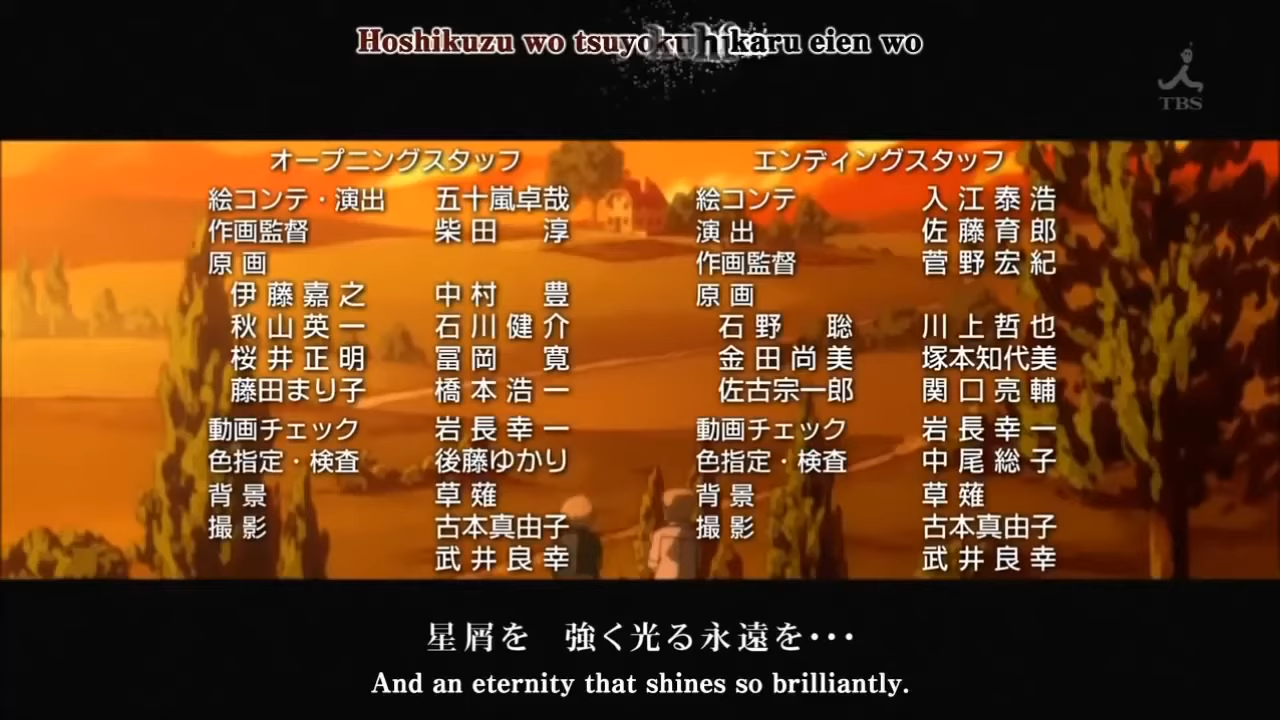 Hoshikuzu wo tsuyoku hikaru eien wo
TBS
オープニングスタッフ
絵コンテ・演出 五十嵐卓哉
作画監督 柴田 淳
原画
伊藤嘉之 中村 豊
秋山英一 石川健介
桜井正明 冨岡 寛
藤田まり子 橋本浩一
動画チェック 岩長幸一
色指定・検査 後藤ゆかり
背景 草薙
撮影 古本真由子
武井良幸
エンディングスタッフ
絵コンテ 入江泰浩
演出 佐藤育郎
作画監督 菅野宏紀
原画
石野 聡 川上哲也
金田尚美 塚本知代美
佐古宗一郎 関口亮輔
動画チェック 岩長幸一
色指定・検査 中尾総子
背景 草薙
撮影 古本真由子
武井良幸
星屑を 強く光る永遠を・・・
And an eternity that shines so brilliantly.